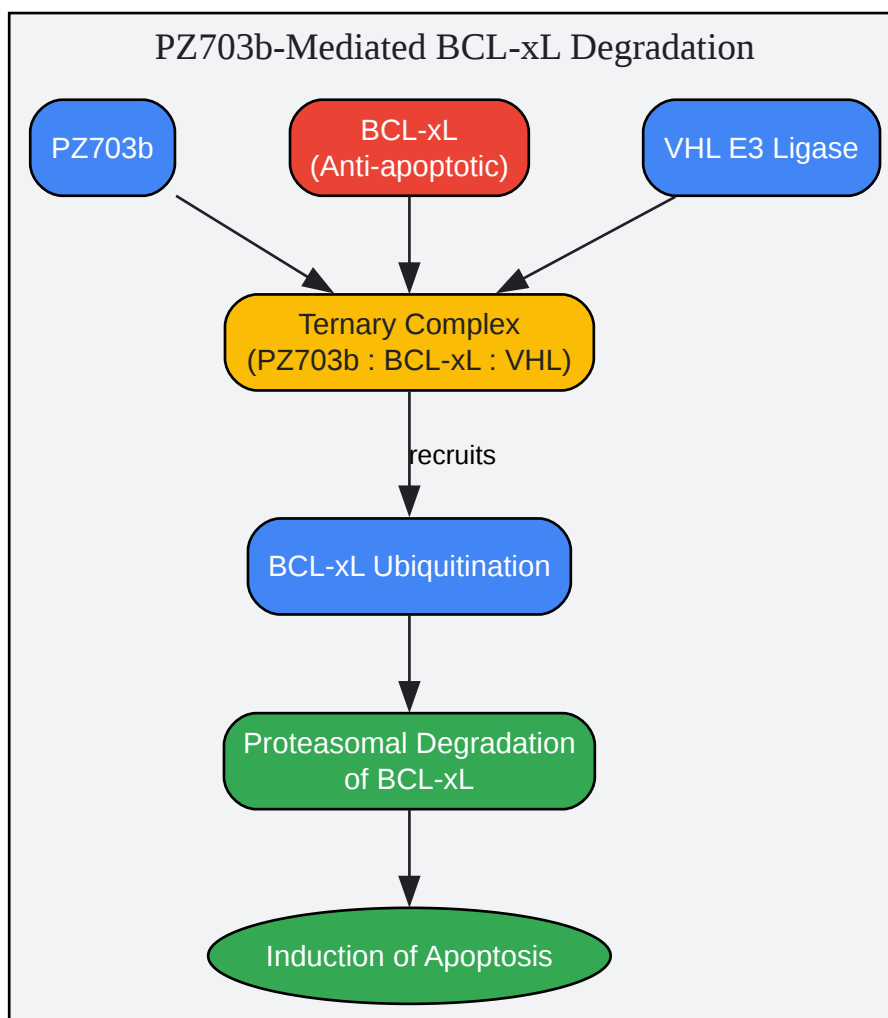 PZ703b-Mediated BCL-xL Degradation
PZ703b
BCL-xL
(Anti-apoptotic)
VHL E3 Ligase
Ternary Complex
(PZ703b : BCL-xL : VHL)
recruits
BCL-xL Ubiquitination
Proteasomal Degradation
of BCL-xL
Induction of Apoptosis